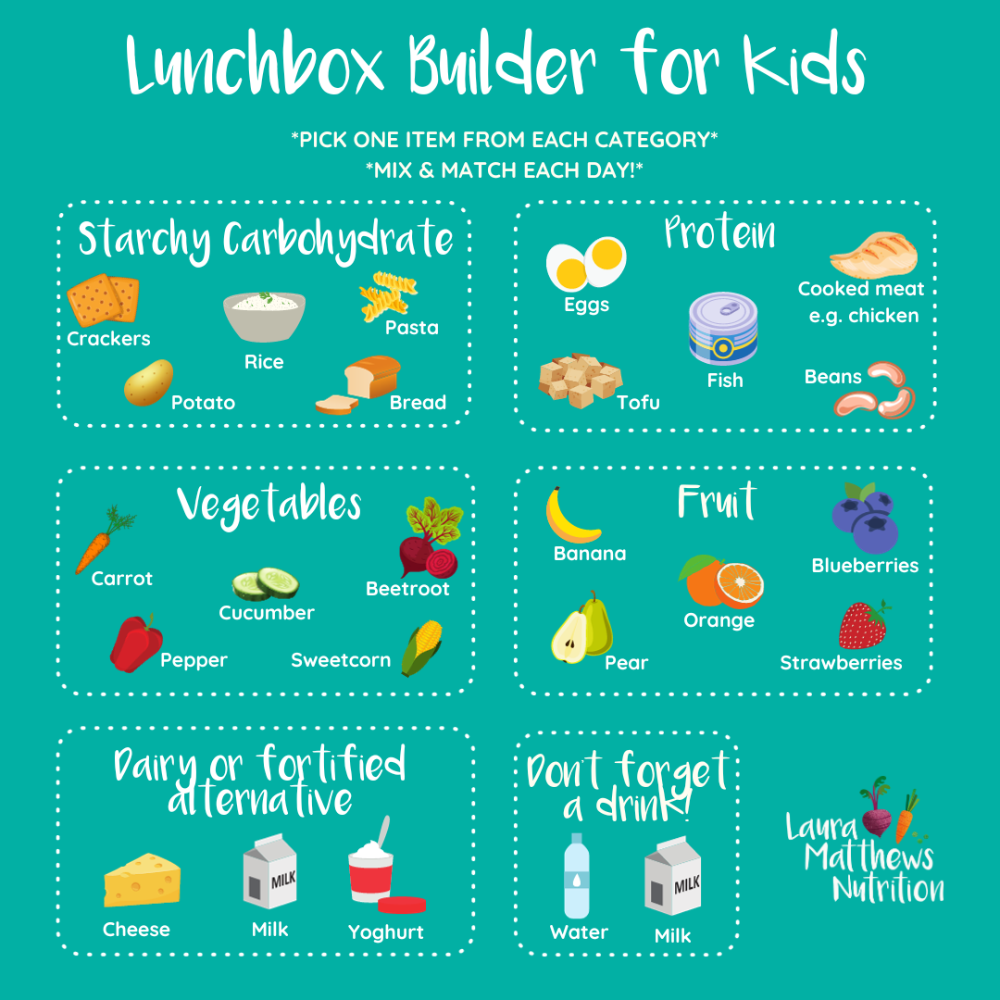 Lunchbox Builder for Kids
*PICK ONE ITEM FROM EACH CATEGORY*
*MIX & MATCH EACH DAY!*
Starchy Carbohydrate
Crackers
Rice
Pasta
Potato
Bread
Protein
Eggs
Cooked meat
e.g. chicken
Fish
Tofu
Beans
Vegetables
Carrot
Cucumber
Beetroot
Pepper
Sweetcorn
Fruit
Banana
Blueberries
Orange
Pear
Strawberries
Dairy or fortified
alternative
Cheese
MILK
Milk
Yoghurt
Don't forget
a drink!
Water
MILK
Milk
Laura
Matthews
Nutrition